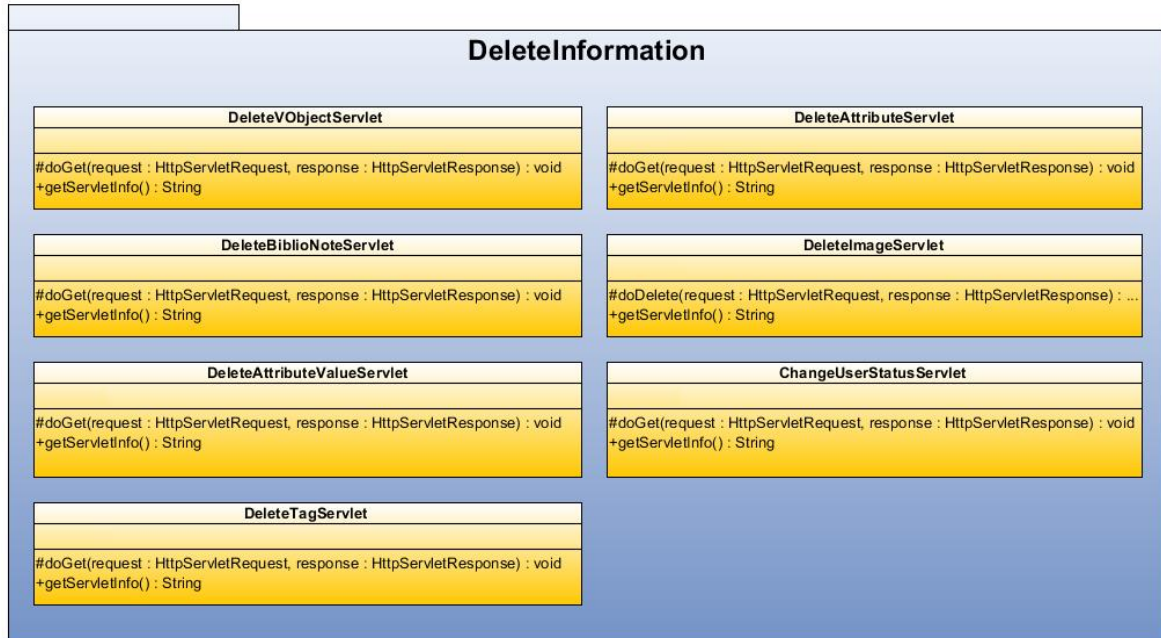 DeleteInformation
DeleteVObjectServlet
#doGet(request : HttpServletRequest, response : HttpServletResponse) : void
+getServletInfo() : String
DeleteAttributeServlet
#doGet(request : HttpServletRequest, response : HttpServletResponse) : void
+getServletInfo() : String
DeleteBiblioNoteServlet
#doGet(request : HttpServletRequest, response : HttpServletResponse) : void
+getServletInfo() : String
DeleteImageServlet
#doDelete(request : HttpServletRequest, response : HttpServletResponse) : ...
+getServletInfo() : String
DeleteAttributeValueServlet
#doGet(request : HttpServletRequest, response : HttpServletResponse) : void
+getServletInfo() : String
ChangeUserStatusServlet
#doGet(request : HttpServletRequest, response : HttpServletResponse) : void
+getServletInfo() : String
DeleteTagServlet
#doGet(request : HttpServletRequest, response : HttpServletResponse) : void
+getServletInfo() : String